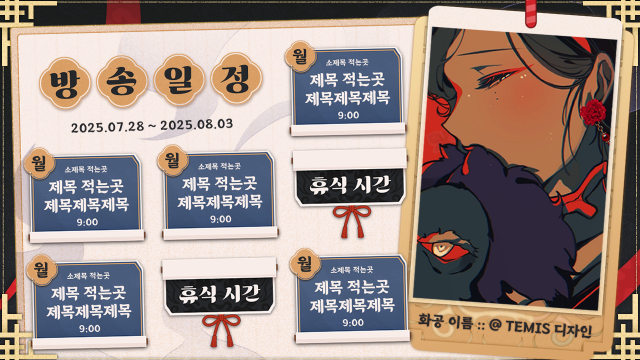 방송일정
2025.07.28 ~ 2025.08.03
월
소제목 적는곳
제목 적는곳
제목제목제목
9:00
월
소제목 적는곳
제목 적는곳
제목제목제목
9:00
월
소제목 적는곳
제목 적는곳
제목제목제목
9:00
휴식 시간
월
소제목 적는곳
제목 적는곳
제목제목제목
9:00
휴식 시간
월
소제목 적는곳
제목 적는곳
제목제목제목
9:00
화공 이름 :: @ TEMIS 디자인